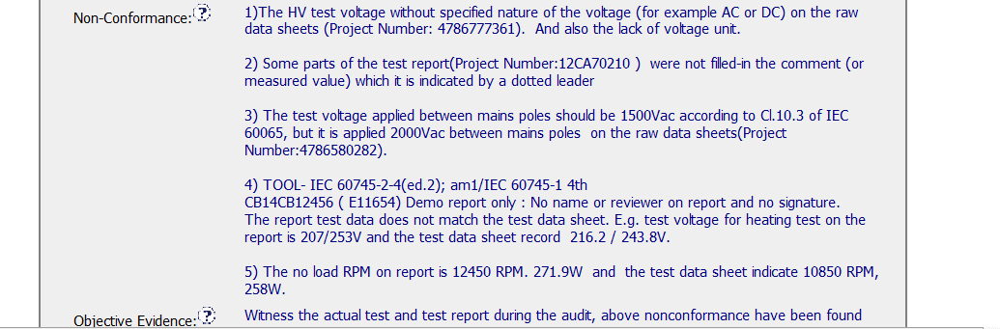 Non-Conformance: ? 1)The HV test voltage without specified nature of the voltage (for example AC or DC) on the raw
data sheets (Project Number: 4786777361).  And also the lack of voltage unit.
2) Some parts of the test report(Project Number:12CA70210 )  were not filled-in the comment (or
measured value) which it is indicated by a dotted leader
3) The test voltage applied between mains poles should be 1500Vac according to Cl.10.3 of IEC
60065, but it is applied 2000Vac between mains poles  on the raw data sheets(Project
Number:4786580282).
4) TOOL- IEC 60745-2-4(ed.2); am1/IEC 60745-1 4th
CB14CB12456 ( E11654) Demo report only : No name or reviewer on report and no signature.
The report test data does not match the test data sheet. E.g. test voltage for heating test on the
report is 207/253V and the test data sheet record  216.2 / 243.8V.
5) The no load RPM on report is 12450 RPM. 271.9W  and  the test data sheet indicate 10850 RPM,
258W.
Objective Evidence: ? Witness the actual test and test report during the audit, above nonconformance have been found